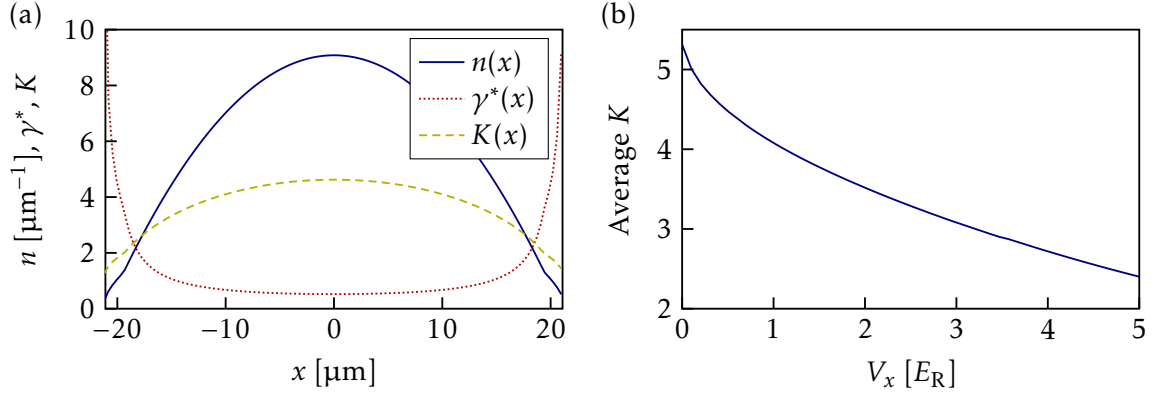 (a)
n [µm⁻¹], γ*, K
10
8
6
4
2
0
−20
−10
0
10
20
x [µm]
n(x)
γ*(x)
K(x)
(b)
Average K
5
4
3
2
0
1
2
3
4
5
Vₓ [E_R]